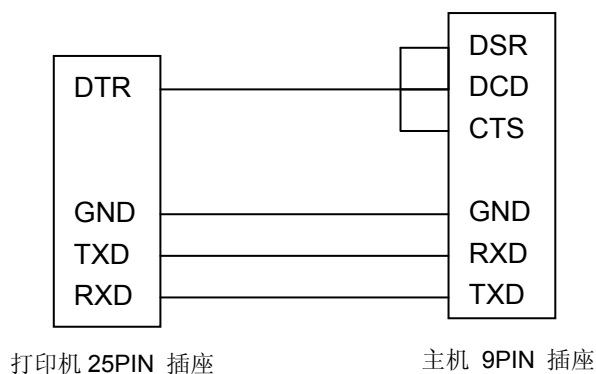 DTR
GND
TXD
RXD
打印机 25PIN 插座
DSR
DCD
CTS
GND
RXD
TXD
主机 9PIN 插座